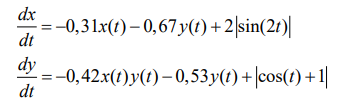 dx/dt = -0,31x(t) - 0,67y(t) + 2|sin(2t)|
dy/dt = -0,42x(t)y(t) - 0,53y(t) + |cos(t) + 1|